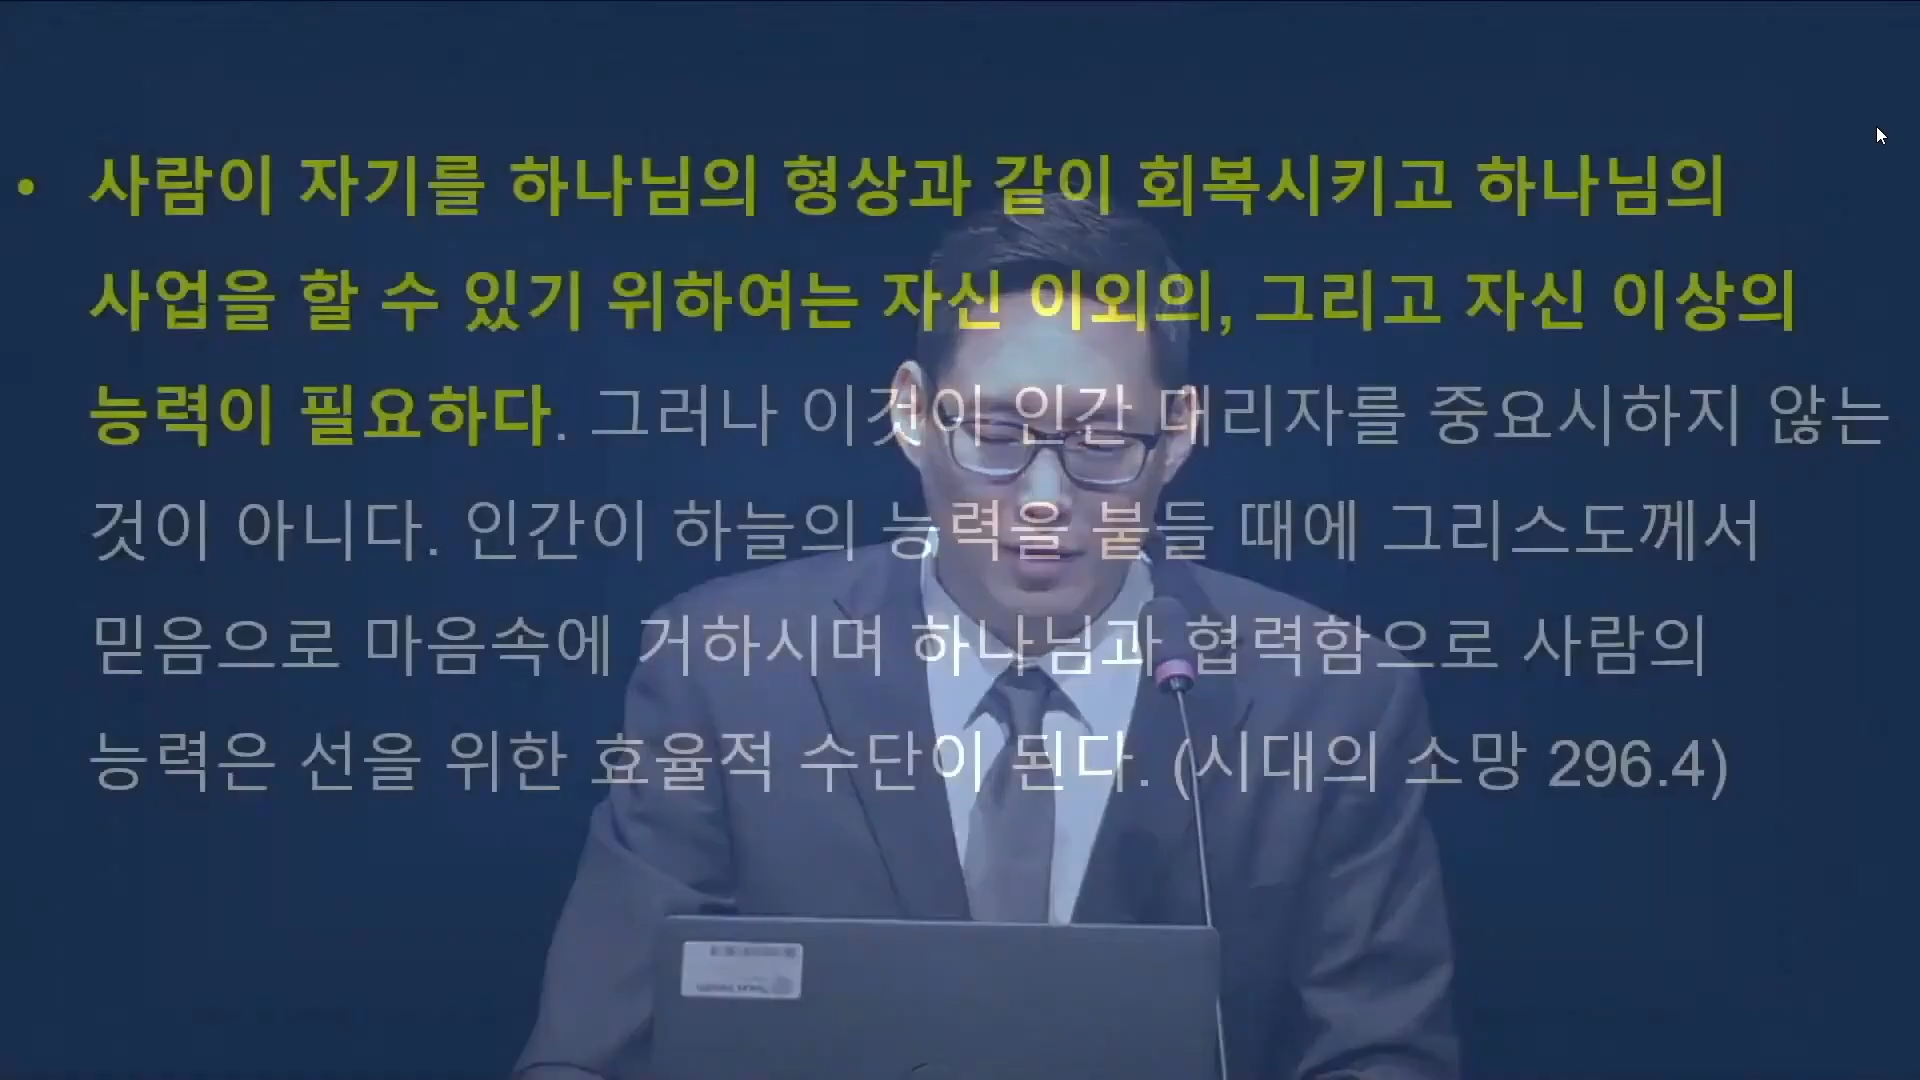 • 사람이 자기를 하나님의 형상과 같이 회복시키고 하나님의
사업을 할 수 있기 위하여는 자신 이외의, 그리고 자신 이상의
능력이 필요하다. 그러나 이것이 인간 대리자를 중요시하지 않는
것이 아니다. 인간이 하늘의 능력을 붙들 때에 그리스도께서
믿음으로 마음속에 거하시며 하나님과 협력함으로 사람의
능력은 선을 위한 효율적 수단이 된다. (시대의 소망 296.4)